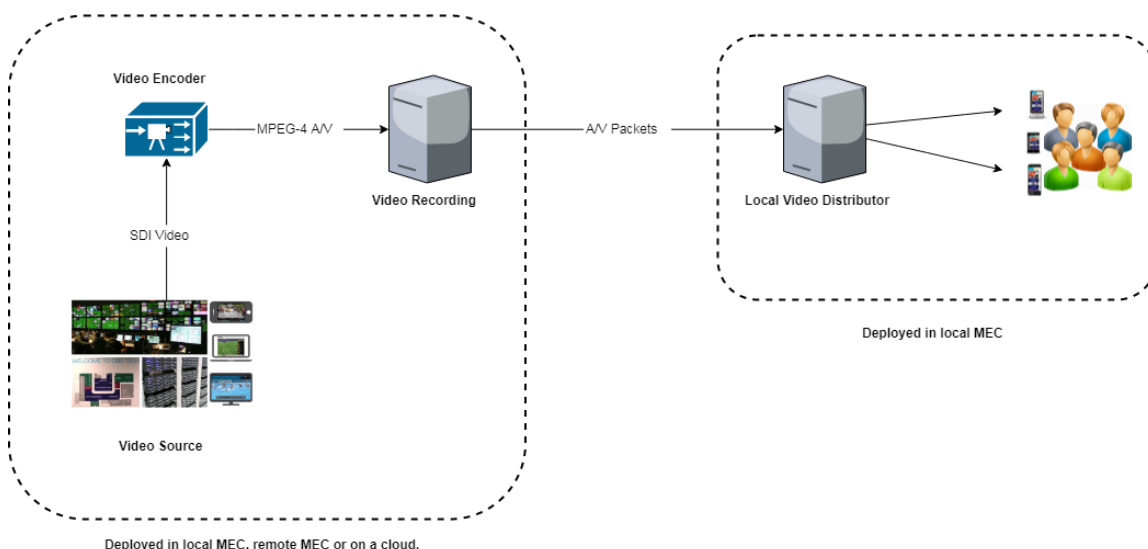 Video Encoder
MPEG-4 A/V
A/V Packets
Video Recording
Local Video Distributor
SDI Video
Deployed in local MEC
Video Source
Deployed in local MEC, remote MEC or on a cloud.